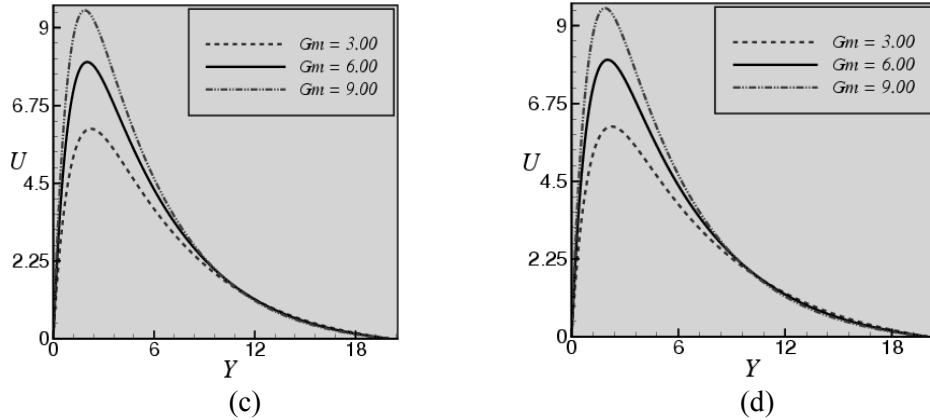 9
6.75
U
4.5
2.25
0
0
6
12
18
Y
Gm = 3.00
Gm = 6.00
Gm = 9.00
(c)
9
6.75
U
4.5
2.25
0
0
6
12
18
Y
Gm = 3.00
Gm = 6.00
Gm = 9.00
(d)